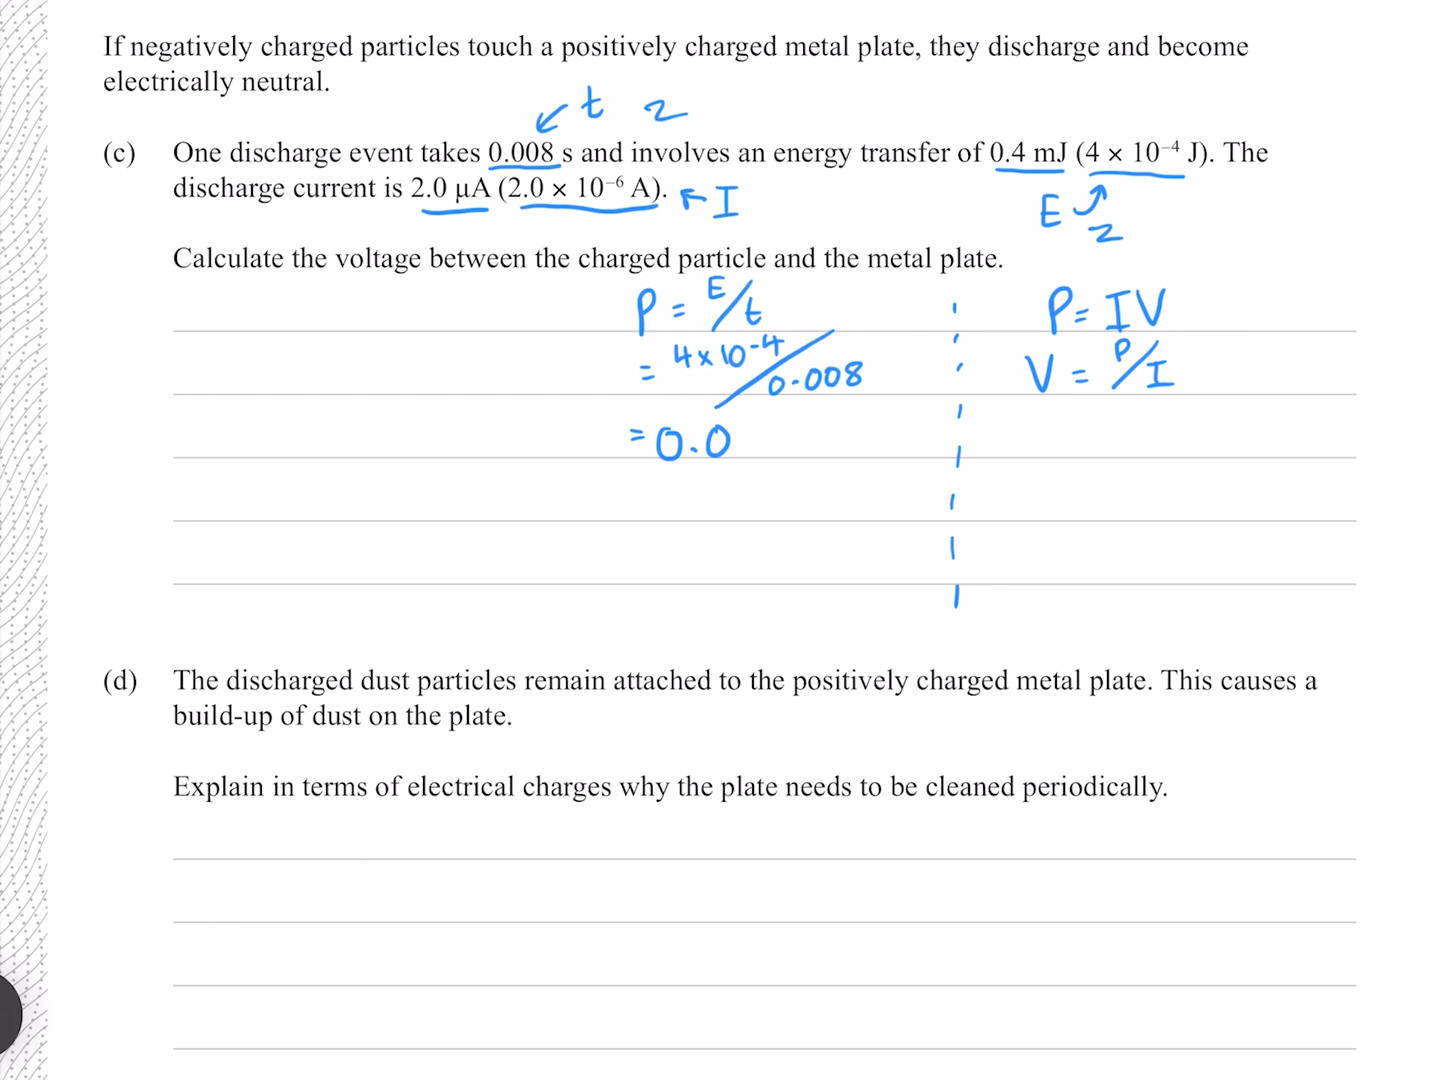 If negatively charged particles touch a positively charged metal plate, they discharge and become
electrically neutral.
t 2
(c) One discharge event takes 0.008 s and involves an energy transfer of 0.4 mJ (4 × 10⁻⁴ J). The
discharge current is 2.0 μA (2.0 × 10⁻⁶ A). I
E
2
Calculate the voltage between the charged particle and the metal plate.
P = E/t
= 4 × 10-4/0.008
= 0.0
P = IV
V = P/I
(d) The discharged dust particles remain attached to the positively charged metal plate. This causes a
build-up of dust on the plate.
Explain in terms of electrical charges why the plate needs to be cleaned periodically.